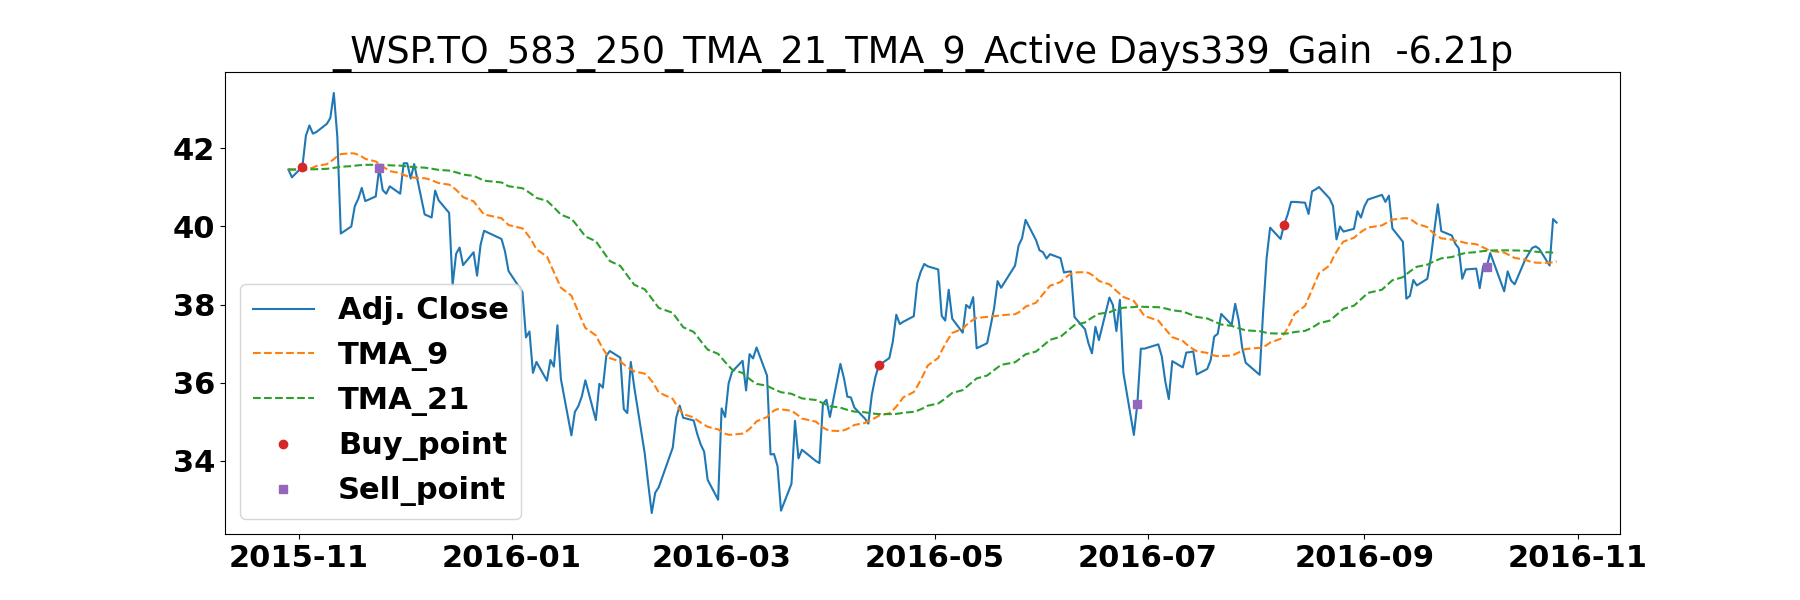 _WSP.TO_583_250_TMA_21_TMA_9_Active Days339_Gain  -6.21p
42
40
38
36
34
Adj. Close
TMA_9
TMA_21
Buy_point
Sell_point
2015-11 2016-01 2016-03 2016-05 2016-07 2016-09 2016-11